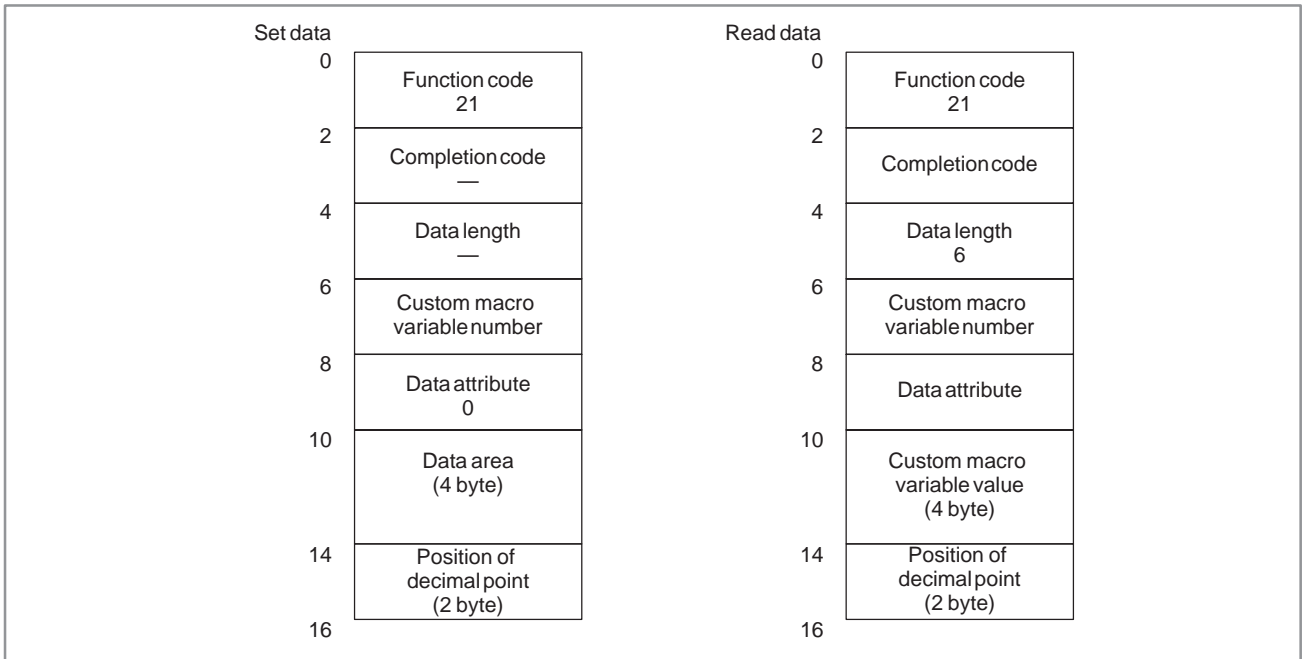 Set data
0
Function code
21
2
Completion code
—
4
Data length
—
6
Custom macro
variable number
8
Data attribute
0
10
Data area
(4 byte)
14
Position of
decimal point
(2 byte)
16
Read data
0
Function code
21
2
Completion code
4
Data length
6
6
Custom macro
variable number
8
Data attribute
10
Custom macro
variable value
(4 byte)
14
Position of
decimal point
(2 byte)
16